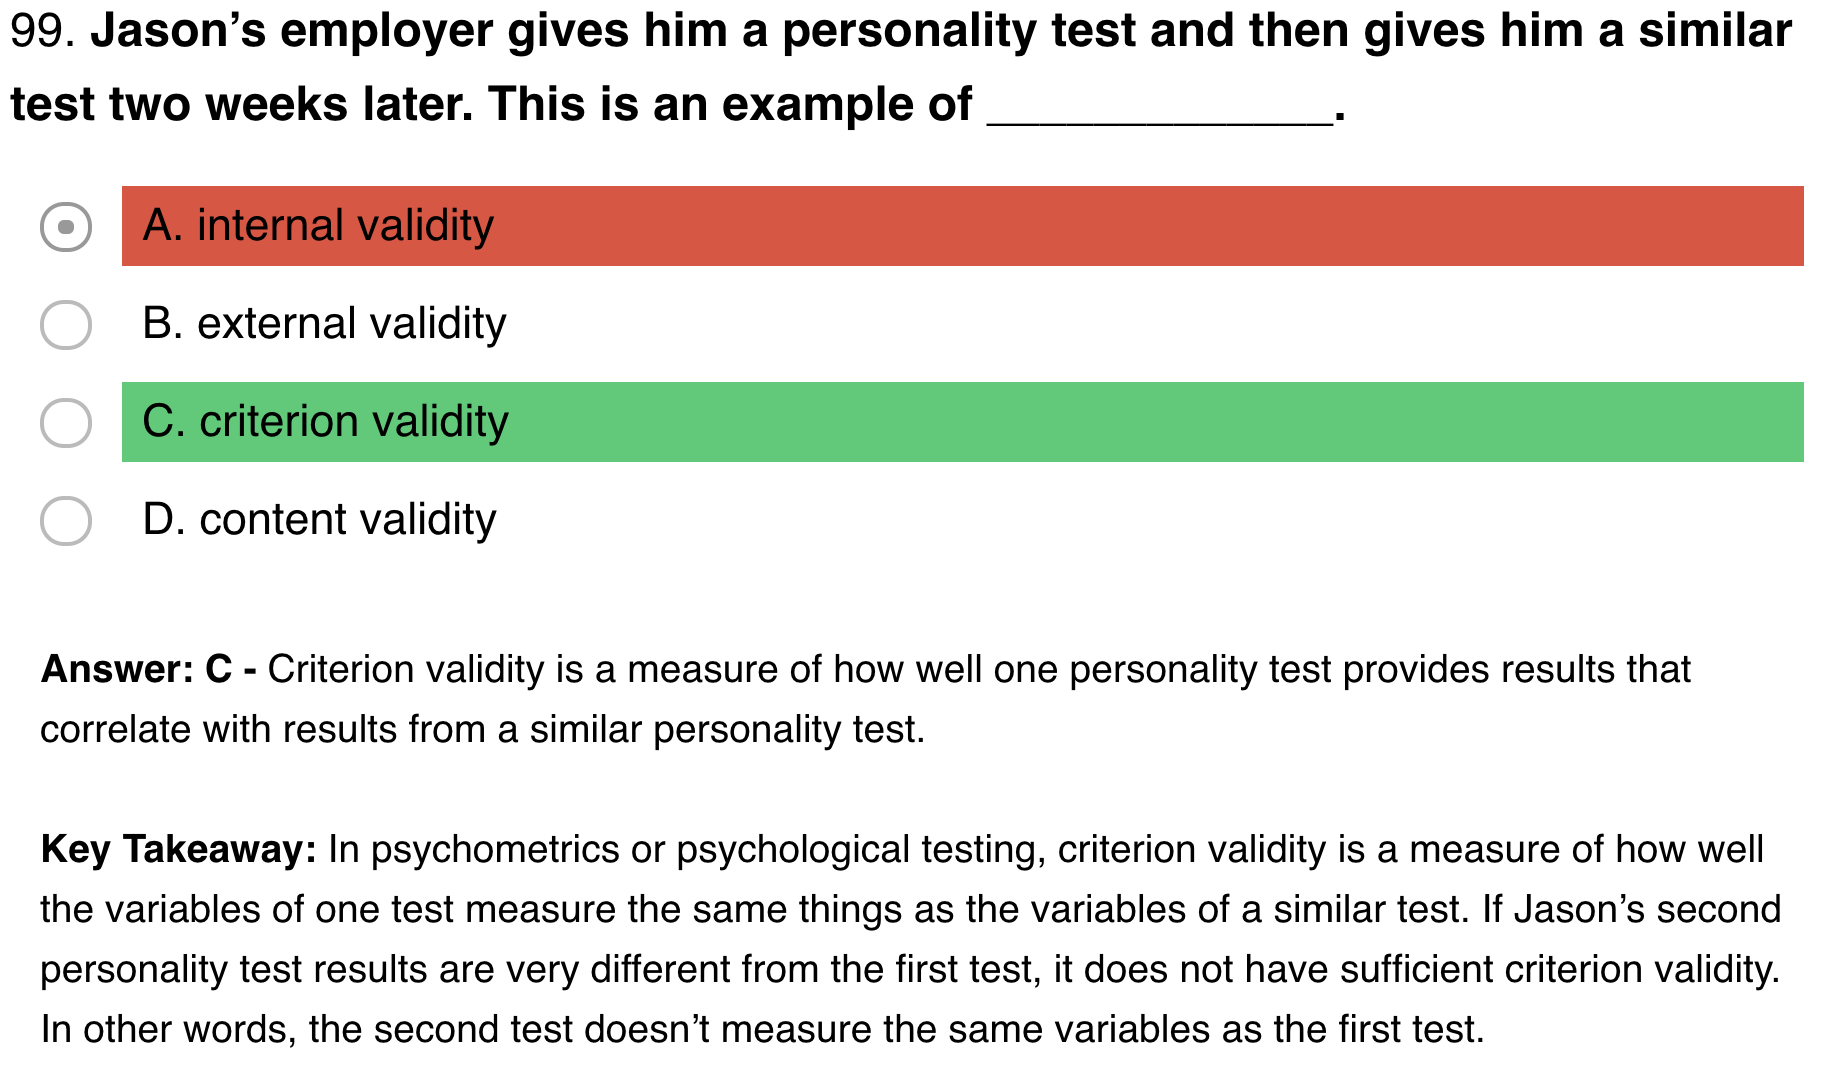 99. Jason’s employer gives him a personality test and then gives him a similar
test two weeks later. This is an example of _____________.
A. internal validity
B. external validity
C. criterion validity
D. content validity
Answer: C - Criterion validity is a measure of how well one personality test provides results that
correlate with results from a similar personality test.
Key Takeaway: In psychometrics or psychological testing, criterion validity is a measure of how well
the variables of one test measure the same things as the variables of a similar test. If Jason’s second
personality test results are very different from the first test, it does not have sufficient criterion validity.
In other words, the second test doesn’t measure the same variables as the first test.